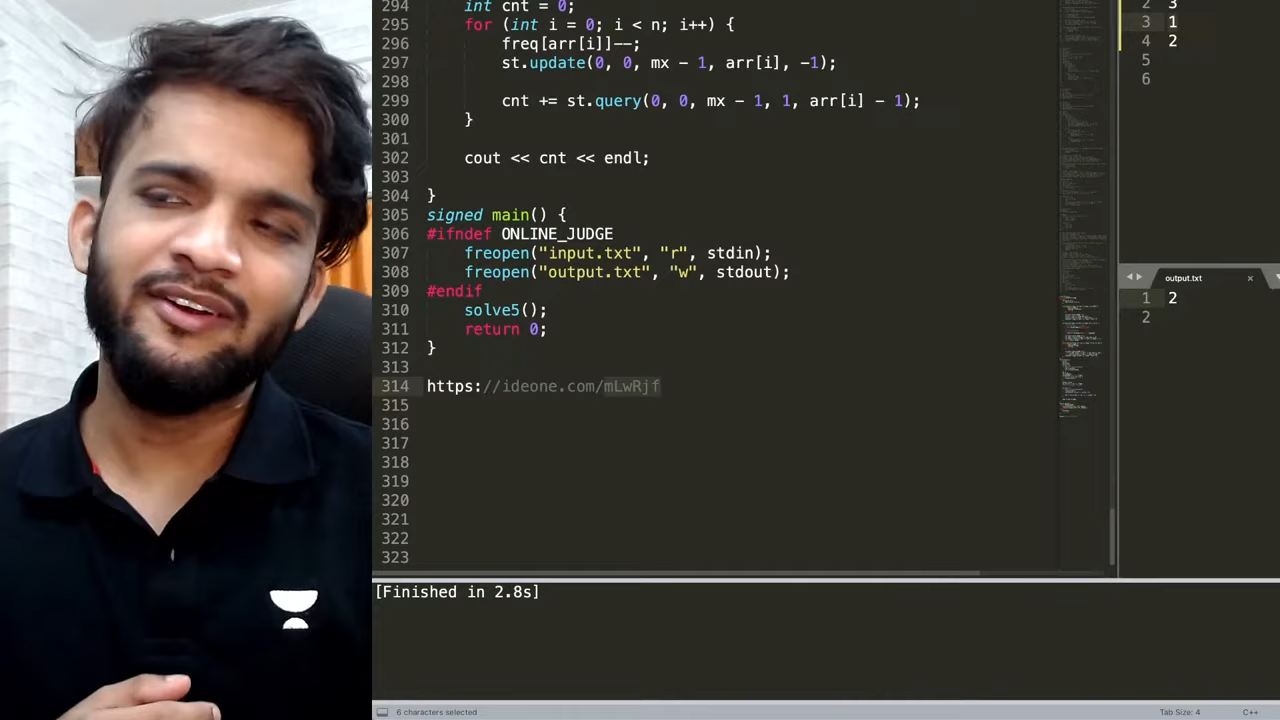 294 int cnt = 0;
295 for (int i = 0; i < n; i++) {
296 freq[arr[i]]--;
297 st.update(0, 0, mx - 1, arr[i], -1);
298
299 cnt += st.query(0, 0, mx - 1, 1, arr[i] - 1);
300 }
301
302 cout << cnt << endl;
303
304 }
305 signed main() {
306 #ifndef ONLINE_JUDGE
307 freopen("input.txt", "r", stdin);
308 freopen("output.txt", "w", stdout);
309 #endif
310 solve5();
311 return 0;
312 }
313
314 https://ideone.com/mLwRjf
315
316
317
318
319
320
321
322
323
[Finished in 2.8s]
6 characters selected
Tab Size: 4
C++
2 3
3 1
4 2
5
6
output.txt
1 2
2